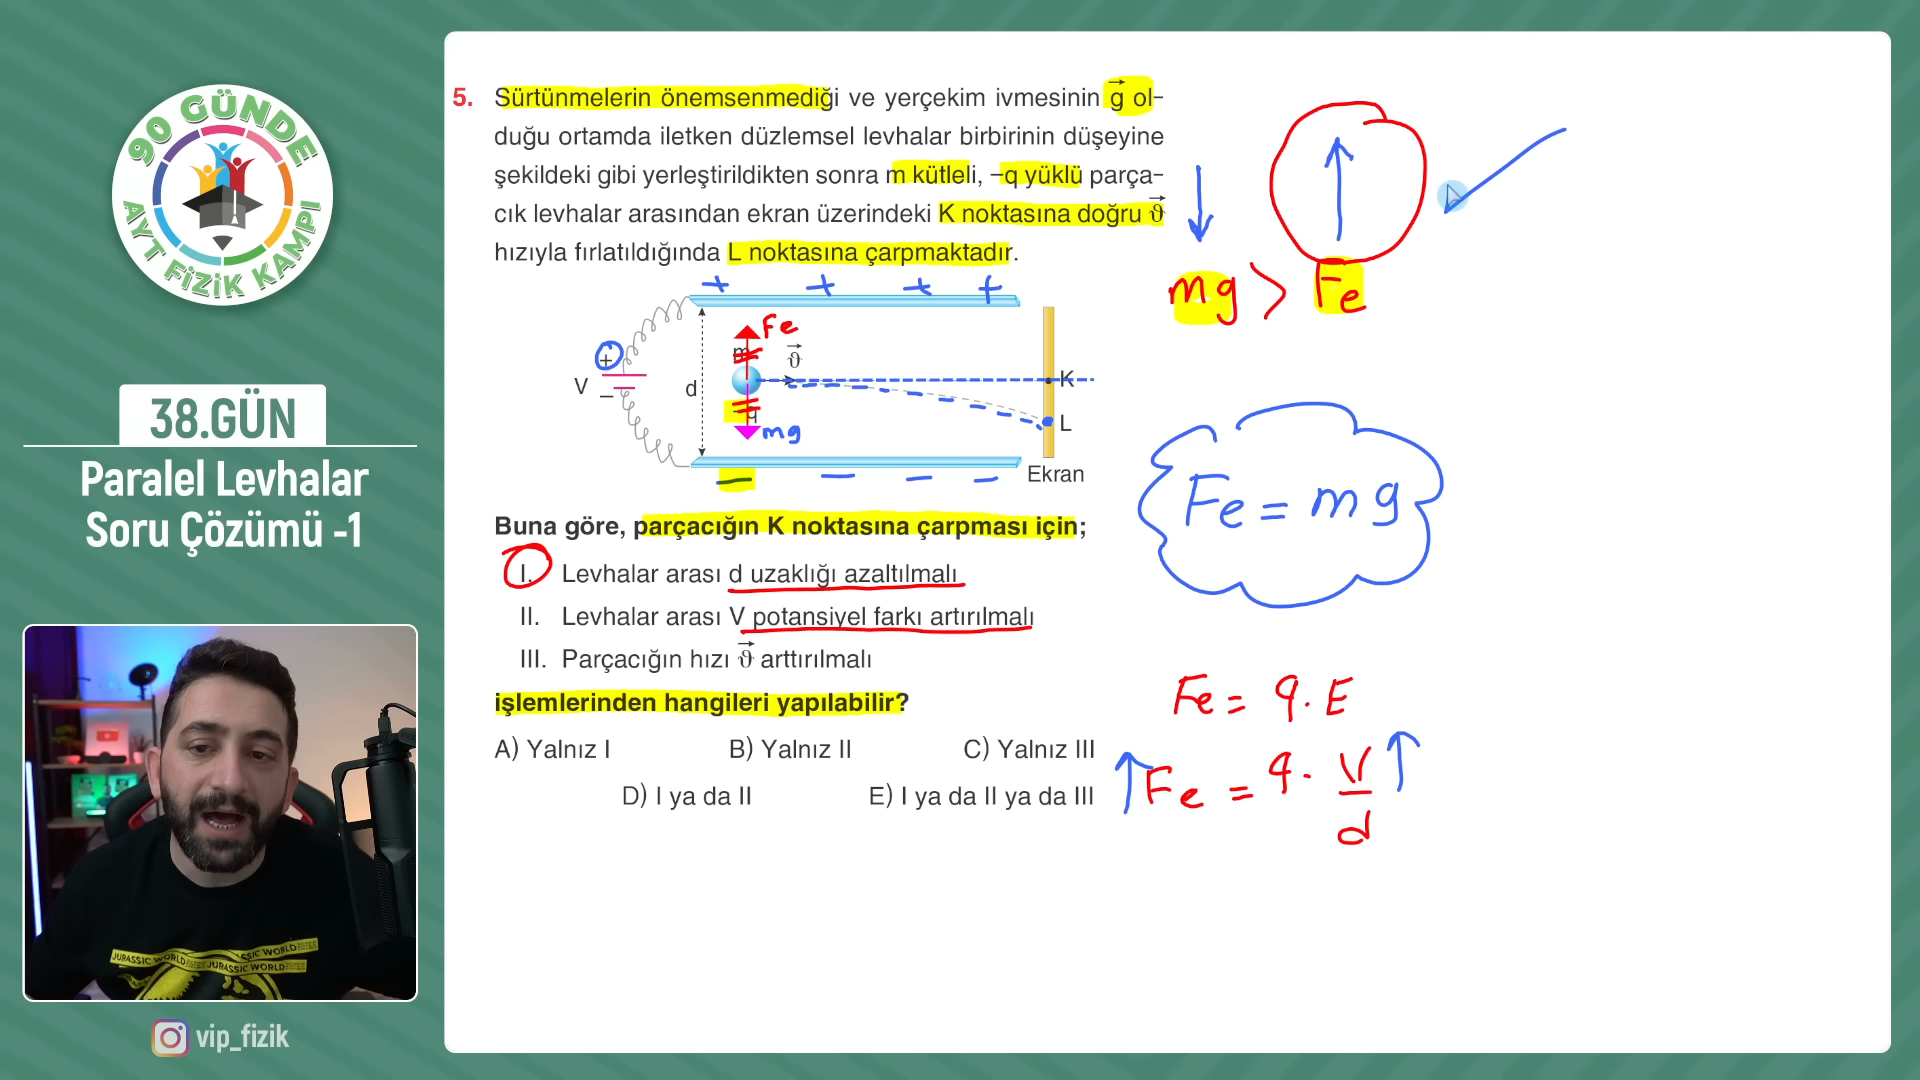 90 GÜNDE
AYT FİZİK KAMPI
38.GÜN
Paralel Levhalar
Soru Çözümü -1
JURASSIC WORLD
JURASSIC WORLD
vip_fizik
5. Sürtünmelerin önemsenmediği ve yerçekim ivmesinin g ol-
duğu ortamda iletken düzlemsel levhalar birbirinin düşeyine
şekildeki gibi yerleştirildikten sonra m kütleli, –q yüklü parça-
cık levhalar arasından ekran üzerindeki K noktasına doğru ϑ
hızıyla fırlatıldığında L noktasına çarpmaktadır.
+ + + +
Fe
m
ϑ
+
V
–
d
K
-q
L
mg
– – – –
Ekran
mg > Fe
Fe = mg
Buna göre, parçacığın K noktasına çarpması için;
I. Levhalar arası d uzaklığı azaltılmalı
II. Levhalar arası V potansiyel farkı artırılmalı
III. Parçacığın hızı ϑ arttırılmalı
işlemlerinden hangileri yapılabilir?
A) Yalnız I B) Yalnız II C) Yalnız III
D) I ya da II E) I ya da II ya da III
Fe = q. E
↑Fe = q. V/d ↑